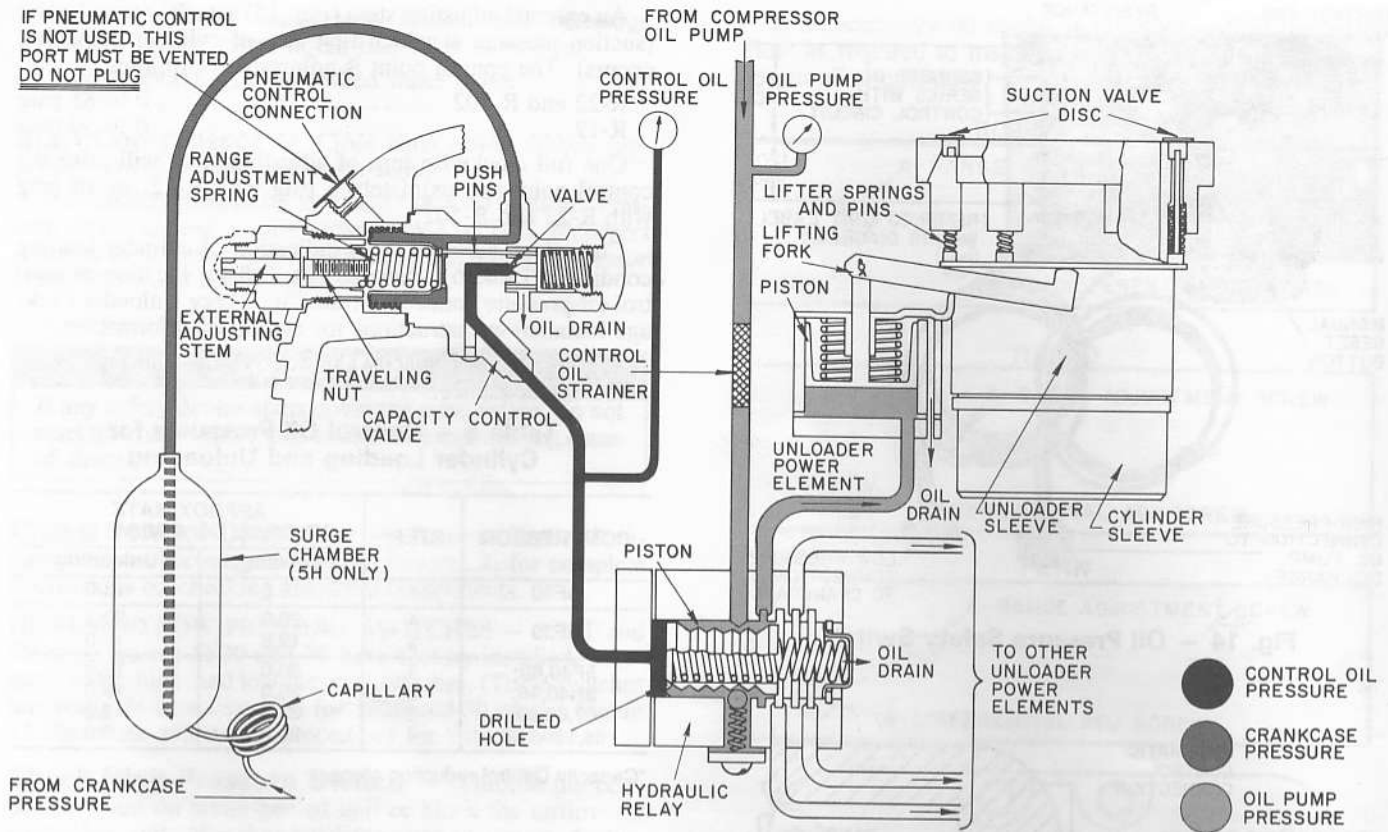 IF PNEUMATIC CONTROL
IS NOT USED, THIS
PORT MUST BE VENTED
DO NOT PLUG
PNEUMATIC
CONTROL
CONNECTION
RANGE
ADJUSTMENT
SPRING
PUSH
PINS
VALVE
EXTERNAL
ADJUSTING
STEM
TRAVELING
NUT
CAPACITY CONTROL
VALVE
OIL DRAIN
CONTROL
OIL
STRAINER
CONTROL OIL
PRESSURE
FROM COMPRESSOR
OIL PUMP
OIL PUMP
PRESSURE
SUCTION VALVE
DISC
LIFTER SPRINGS
AND PINS
LIFTING
FORK
PISTON
UNLOADER
POWER
ELEMENT
OIL
DRAIN
UNLOADER
SLEEVE
CYLINDER
SLEEVE
SURGE
CHAMBER
(5H ONLY)
CAPILLARY
FROM CRANKCASE
PRESSURE
PISTON
DRILLED
HOLE
HYDRAULIC
RELAY
OIL
DRAIN
TO OTHER
UNLOADER
POWER
ELEMENTS
CONTROL OIL
PRESSURE
CRANKCASE
PRESSURE
OIL PUMP
PRESSURE